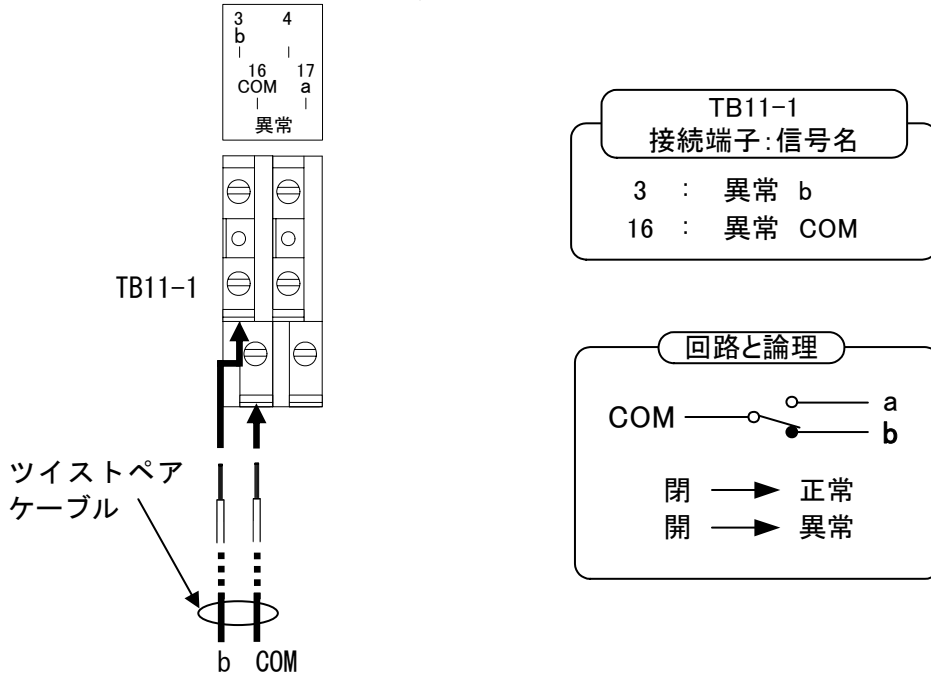 3 4
b
16 17
COM a
異常
TB11-1
ツイストペア
ケーブル
b COM
TB11-1
接続端子:信号名
3 : 異常 b
16 : 異常 COM
回路と論理
a
COM
b
閉 → 正常
開 → 異常